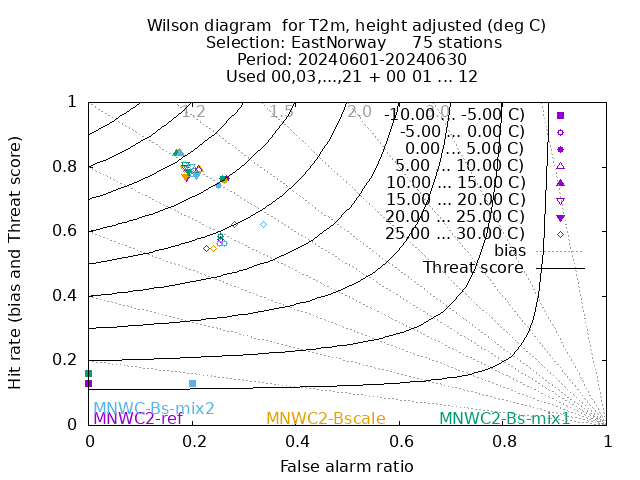 Wilson diagram  for T2m, height adjusted (deg C)
Selection: EastNorway     75 stations
Period: 20240601-20240630
Used 00,03,...,21 + 00 01 ... 12
1.2 1.5 2.0 3.0
-10.00 ... -5.00 C)
-5.00 ... 0.00 C)
0.00 ... 5.00 C)
5.00 ... 10.00 C)
10.00 ... 15.00 C)
15.00 ... 20.00 C)
20.00 ... 25.00 C)
25.00 ... 30.00 C)
bias
Threat score
Hit rate (bias and Threat score)
1
0.8
0.6
0.4
0.2
0
MNWC-Bs-mix2
MNWC2-ref MNWC2-Bscale MNWC2-Bs-mix1
0 0.2 0.4 0.6 0.8 1
False alarm ratio